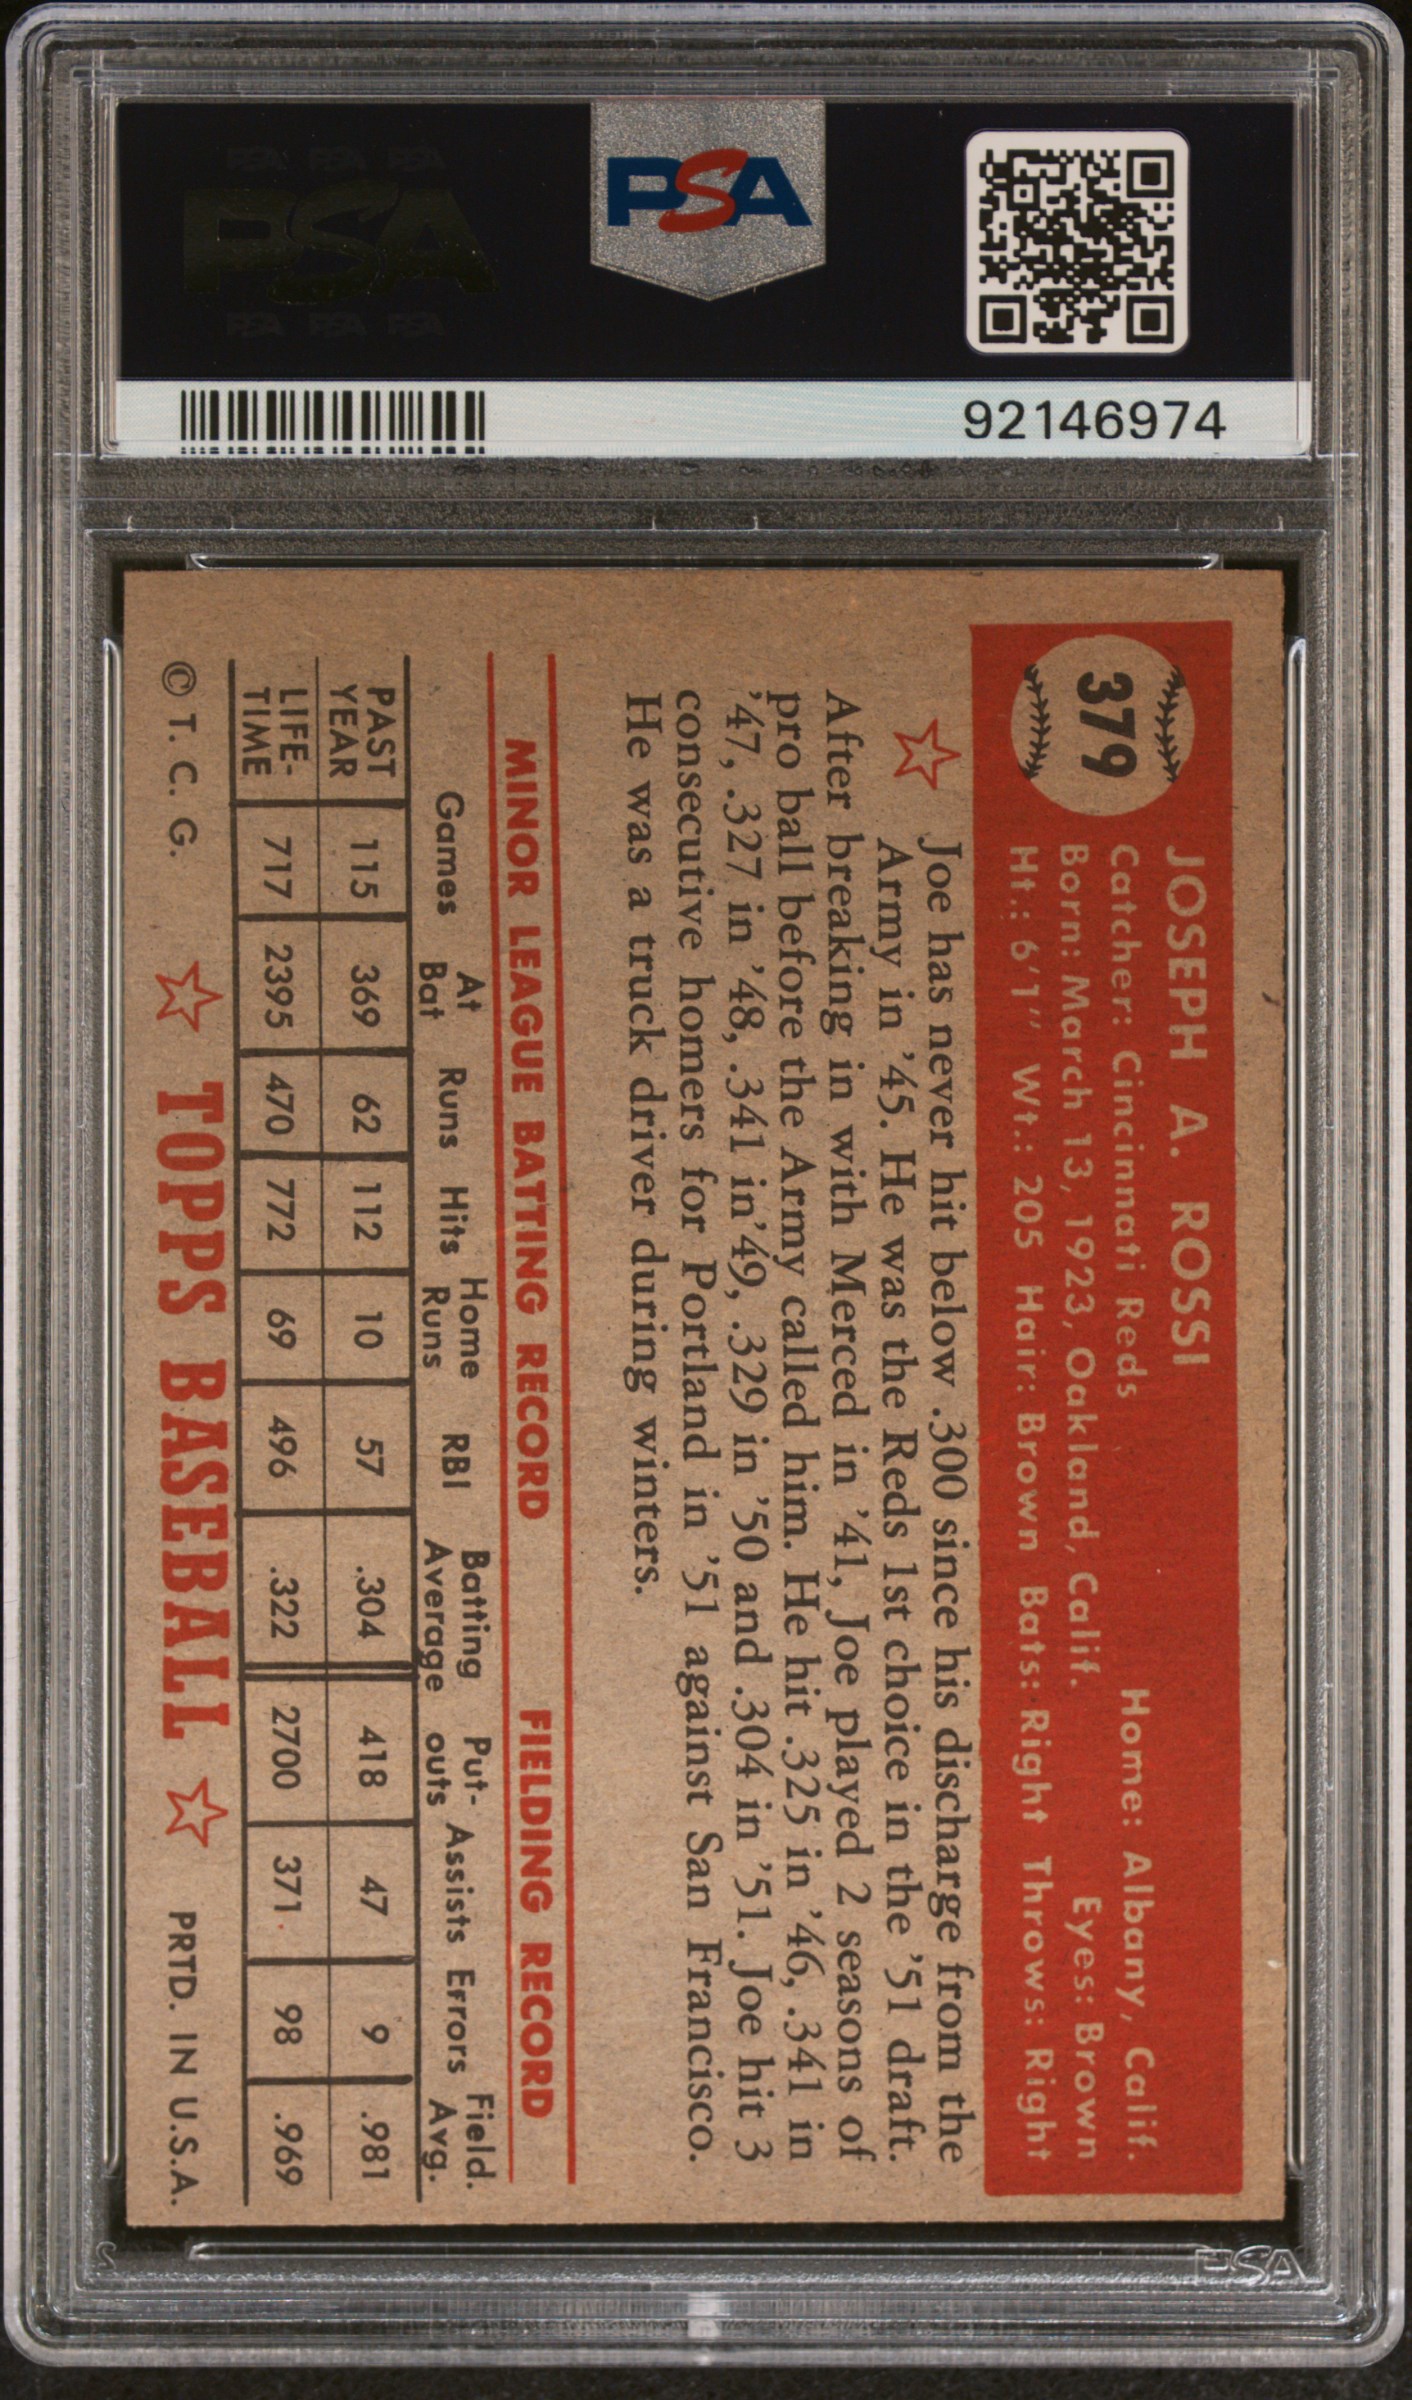 PSA
PSA PSA PSA
PSA
PSA PSA PSA
92146974
379
JOSEPH A. ROSSI
Catcher: Cincinnati Reds Home: Albany, Calif.
Born: March 13, 1923, Oakland, Calif. Eyes: Brown
Ht.: 6'1" Wt.: 205 Hair: Brown Bats: Right Throws: Right
Joe has never hit below .300 since his discharge from the
Army in '45. He was the Reds 1st choice in the '51 draft.
After breaking in with Merced in '41, Joe played 2 seasons of
pro ball before the Army called him. He hit .325 in '46, .341 in
'47, .327 in '48, .341 in'49, .329 in '50 and .304 in '51. Joe hit 3
consecutive homers for Portland in '51 against San Francisco.
He was a truck driver during winters.
MINOR LEAGUE BATTING RECORD FIELDING RECORD
Games At Bat Runs Hits Home Runs RBI Batting Average Put-outs Assists Errors Field. Avg.
PAST YEAR 115 369 62 112 10 57 .304 418 47 9 .981
LIFE-TIME 717 2395 470 772 69 496 .322 2700 371 98 .969
© T. C. G. TOPPS BASEBALL PRTD. IN U.S.A.
PSA